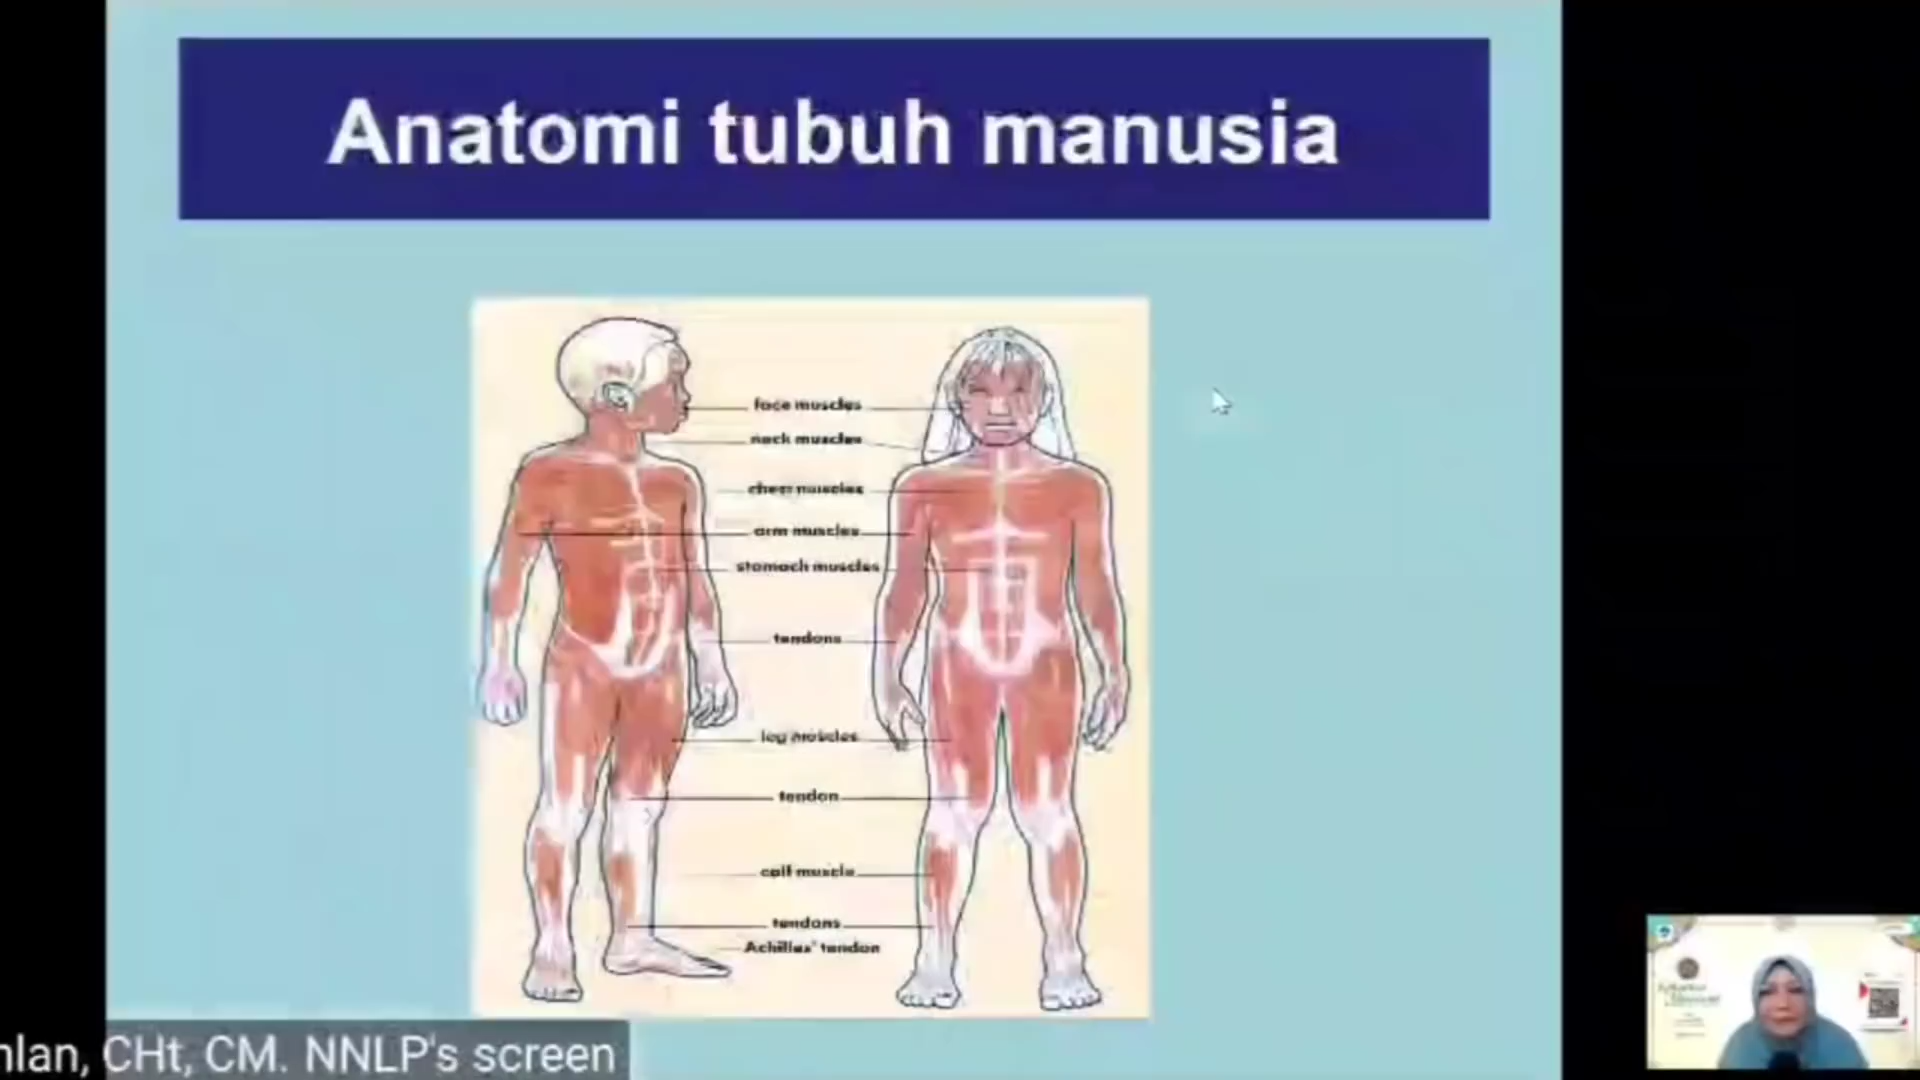 Anatomi tubuh manusia
face muscles
neck muscles
chest muscles
arm muscles
stomach muscles
tendons
leg muscles
tendon
calf muscle
tendons
Achilles' tendon
CHt, CM. NNLP's screen